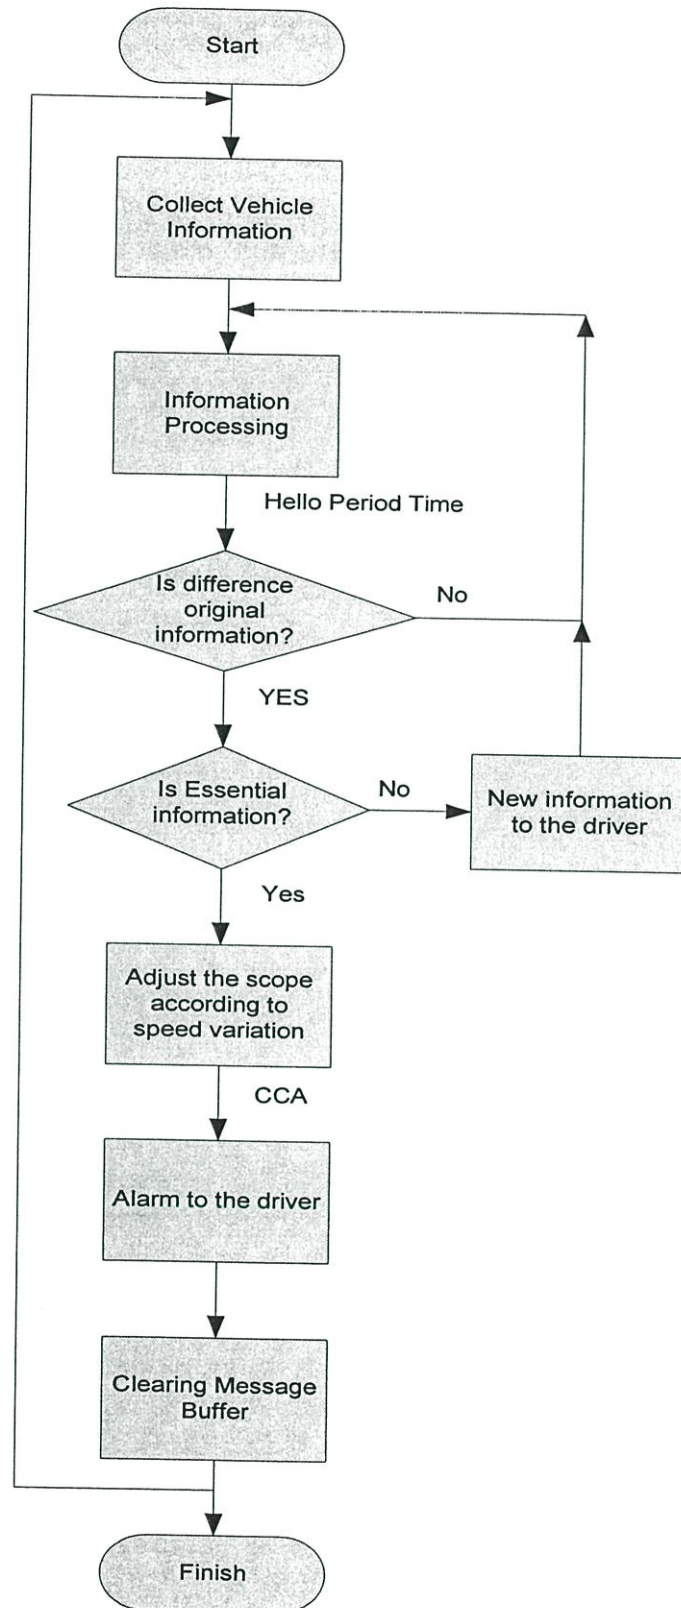 Start
Collect Vehicle
Information
Information
Processing
Hello Period Time
Is difference
original
information?
No
YES
Is Essential
information?
No
New information
to the driver
Yes
Adjust the scope
according to
speed variation
CCA
Alarm to the driver
Clearing Message
Buffer
Finish